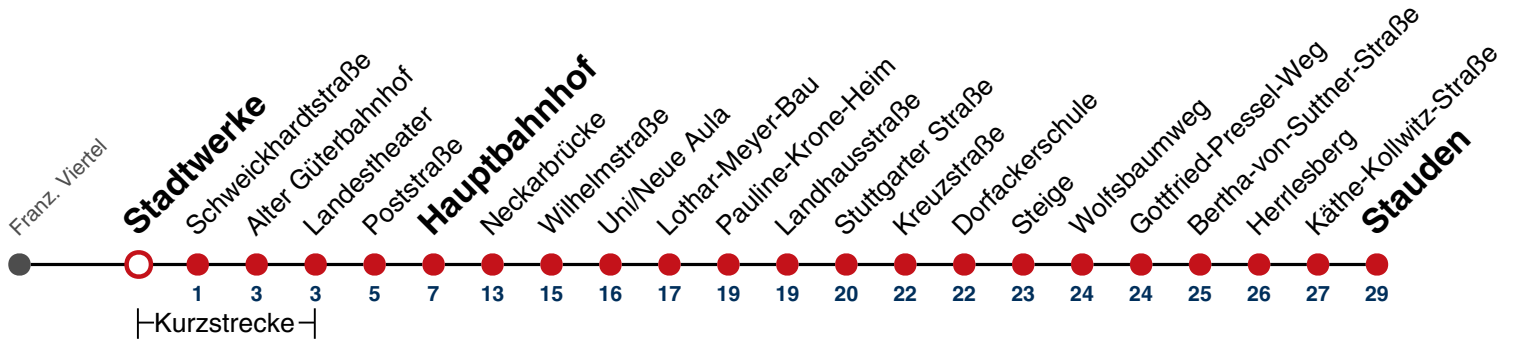 Franz. Viertel
Stadtwerke
Schweickhardtstraße
Alter Güterbahnhof
Landestheater
Poststraße
Hauptbahnhof
Neckarbrücke
Wilhelmstraße
Uni/Neue Aula
Lothar-Meyer-Bau
Pauline-Krone-Heim
Landhausstraße
Stuttgarter Straße
Kreuzstraße
Dorfackerschule
Steige
Wolfsbaumweg
Gottfried-Pressel-Weg
Bertha-von-Suttner-Straße
Herrlesberg
Käthe-Kollwitz-Straße
Stauden
1 3 3 5 7 13 15 16 17 19 19 20 22 22 23 24 24 25 26 27 29
Kurzstrecke